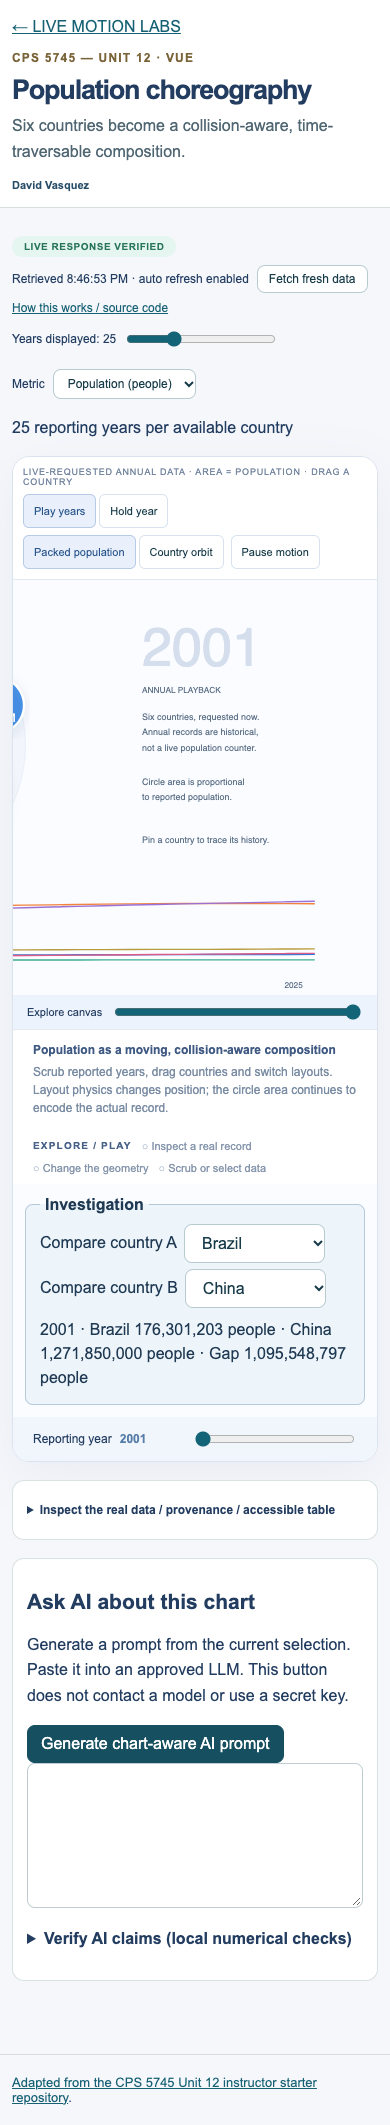 ← LIVE MOTION LABS
CPS 5745 — UNIT 12 · VUE
Population choreography
Six countries become a collision-aware, time-
traversable composition.
David Vasquez
LIVE RESPONSE VERIFIED
Retrieved 8:46:53 PM · auto refresh enabled
Fetch fresh data
How this works / source code
Years displayed: 25
Metric
Population (people)
25 reporting years per available country
LIVE-REQUESTED ANNUAL DATA · AREA = POPULATION · DRAG A
COUNTRY
Play years
Hold year
Packed population
Country orbit
Pause motion
2001
ANNUAL PLAYBACK
Six countries, requested now.
Annual records are historical,
not a live population counter.
Circle area is proportional
to reported population.
Pin a country to trace its history.
2025
Explore canvas
Population as a moving, collision-aware composition
Scrub reported years, drag countries and switch layouts.
Layout physics changes position; the circle area continues to
encode the actual record.
EXPLORE / PLAY
○ Inspect a real record
○ Change the geometry
○ Scrub or select data
Investigation
Compare country A
Brazil
Compare country B
China
2001 · Brazil 176,301,203 people · China
1,271,850,000 people · Gap 1,095,548,797
people
Reporting year 2001
▶ Inspect the real data / provenance / accessible table
Ask AI about this chart
Generate a prompt from the current selection.
Paste it into an approved LLM. This button
does not contact a model or use a secret key.
Generate chart-aware AI prompt
▶ Verify AI claims (local numerical checks)
Adapted from the CPS 5745 Unit 12 instructor starter
repository.